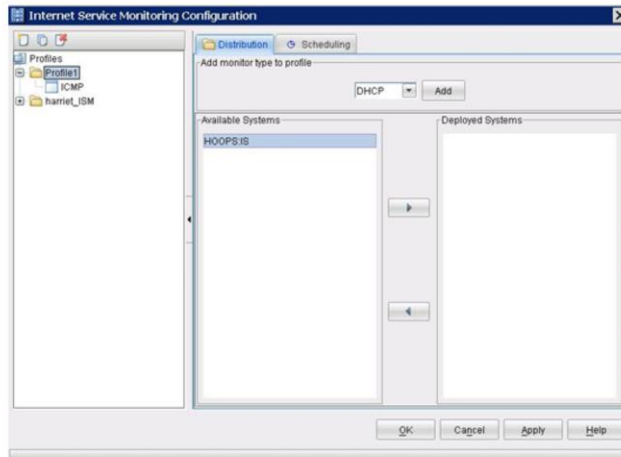 Internet Service Monitoring Configuration
Profiles
Profile1
ICMP
harriet_ISM
Distribution
Scheduling
Add monitor type to profile
DHCP
Add
Available Systems
HOOPS:IS
Deployed Systems
OK
Cancel
Apply
Help